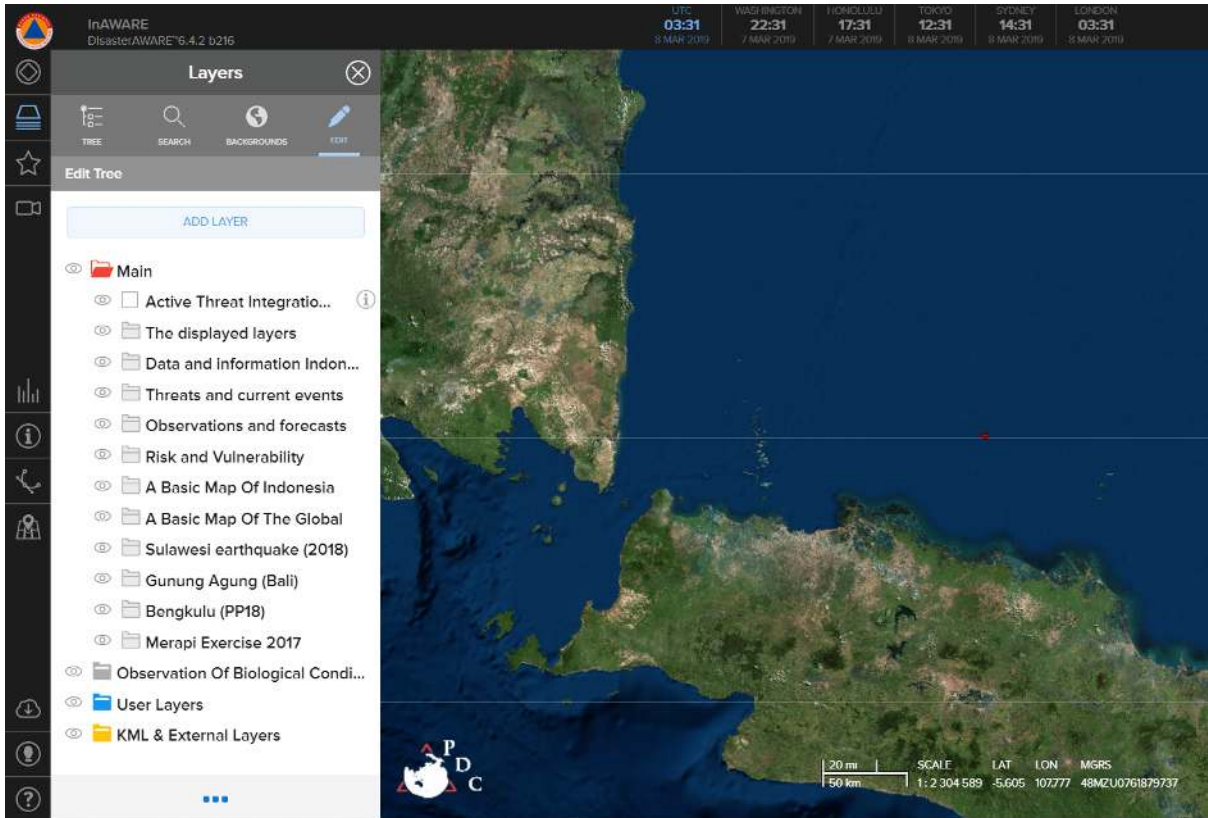 InAWARE
DisasterAWARE™6.4.2 b216
UTC
03:31
8 MAR 2019
WASHINGTON
22:31
7 MAR 2019
HONOLULU
17:31
7 MAR 2019
TOKYO
12:31
8 MAR 2019
SYDNEY
14:31
8 MAR 2019
LONDON
03:31
8 MAR 2019
Layers
TREE
SEARCH
BACKGROUNDS
EDIT
Edit Tree
ADD LAYER
Main
Active Threat Integratio...
The displayed layers
Data and information Indon...
Threats and current events
Observations and forecasts
Risk and Vulnerability
A Basic Map Of Indonesia
A Basic Map Of The Global
Sulawesi earthquake (2018)
Gunung Agung (Bali)
Bengkulu (PP18)
Merapi Exercise 2017
Observation Of Biological Condi...
User Layers
KML & External Layers
PDC
20 mi
50 km
SCALE
1 : 2 304 589
LAT
-5.605
LON
107.777
MGRS
48MZU0761879737